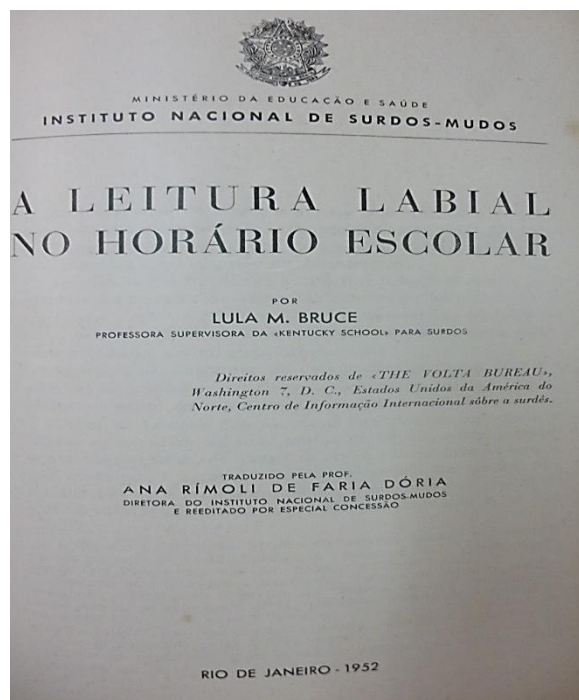 MINISTÉRIO DA EDUCAÇÃO E SAÚDE
INSTITUTO NACIONAL DE SURDOS-MUDOS
A LEITURA LABIAL
NO HORÁRIO ESCOLAR
POR
LULA M. BRUCE
PROFESSORA SUPERVISORA DA «KENTUCKY SCHOOL» PARA SURDOS
Direitos reservados de «THE VOLTA BUREAU»,
Washington 7, D. C., Estados Unidos da América do
Norte, Centro de Informação Internacional sôbre a surdês.
TRADUZIDO PELA PROF.
ANA RÍMOLI DE FARIA DÓRIA
DIRETORA DO INSTITUTO NACIONAL DE SURDOS-MUDOS
E REEDITADO POR ESPECIAL CONCESSÃO
RIO DE JANEIRO - 1952